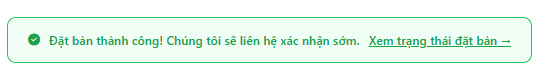 Đặt bàn thành công! Chúng tôi sẽ liên hệ xác nhận sớm. Xem trạng thái đặt bàn →